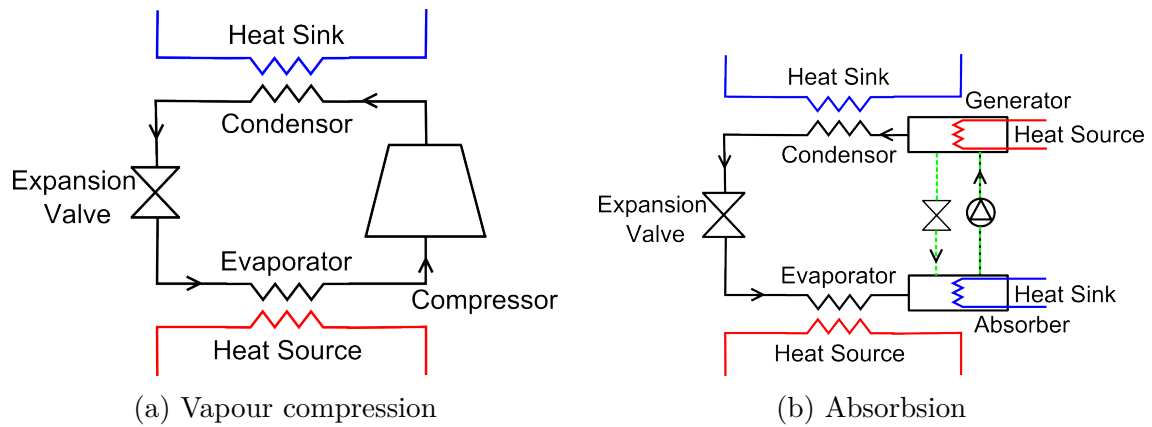 Heat Sink
Condensor
Expansion
Valve
Evaporator
Compressor
Heat Source
(a) Vapour compression
Heat Sink
Generator
Heat Source
Condensor
Expansion
Valve
Evaporator
Heat Sink
Absorber
Heat Source
(b) Absorbsion